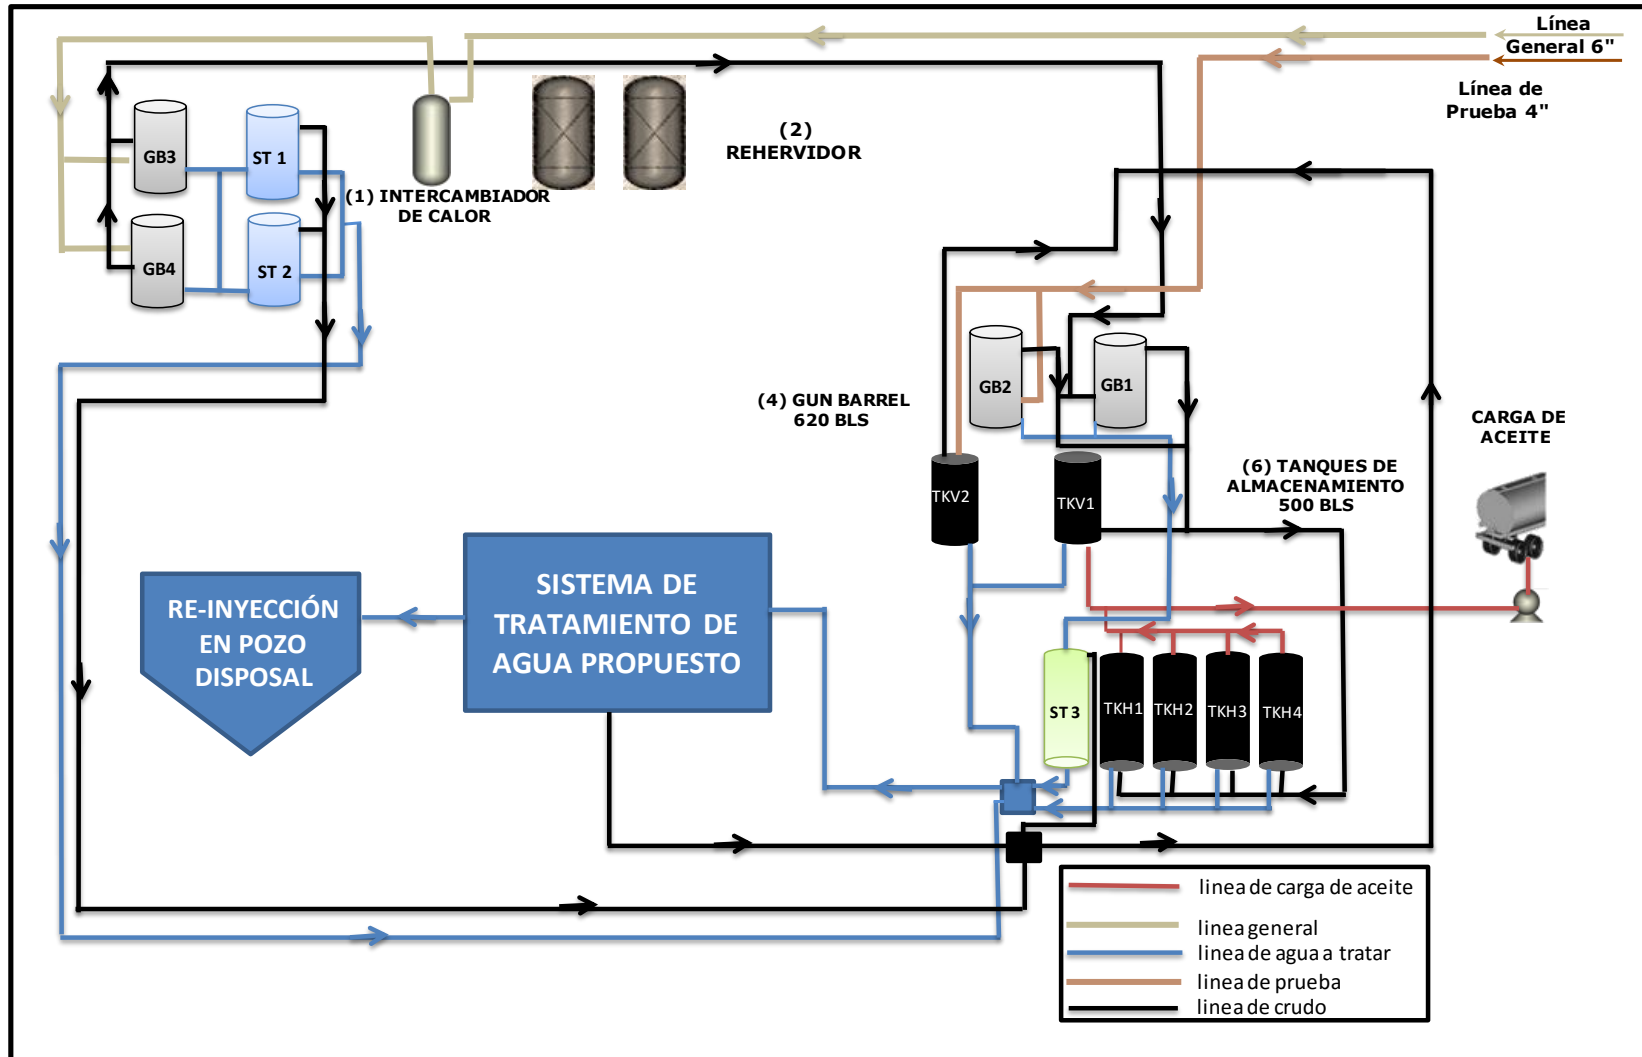 Línea
General 6"
Línea de
Prueba 4"
GB3
ST 1
(2)
REHERVIDOR
(1) INTERCAMBIADOR
DE CALOR
GB4
ST 2
GB2
GB1
(4) GUN BARREL
620 BLS
CARGA DE
ACEITE
(6) TANQUES DE
ALMACENAMIENTO
500 BLS
TKV2
TKV1
SISTEMA DE
TRATAMIENTO DE
AGUA PROPUESTO
RE-INYECCIÓN
EN POZO
DISPOSAL
ST 3
TKH1
TKH2
TKH3
TKH4
linea de carga de aceite
linea general
linea de agua a tratar
linea de prueba
linea de crudo